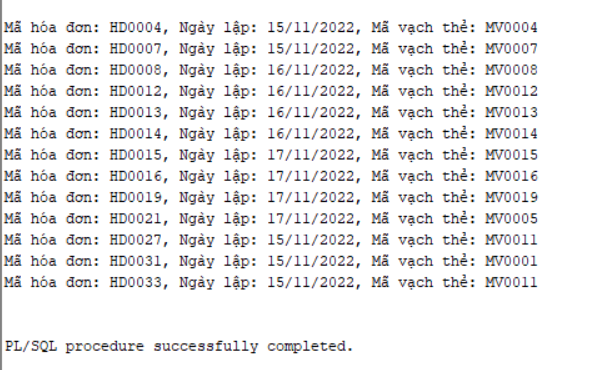 Mã hóa đơn: HD0004, Ngày lập: 15/11/2022, Mã vạch thẻ: MV0004
Mã hóa đơn: HD0007, Ngày lập: 15/11/2022, Mã vạch thẻ: MV0007
Mã hóa đơn: HD0008, Ngày lập: 16/11/2022, Mã vạch thẻ: MV0008
Mã hóa đơn: HD0012, Ngày lập: 16/11/2022, Mã vạch thẻ: MV0012
Mã hóa đơn: HD0013, Ngày lập: 16/11/2022, Mã vạch thẻ: MV0013
Mã hóa đơn: HD0014, Ngày lập: 16/11/2022, Mã vạch thẻ: MV0014
Mã hóa đơn: HD0015, Ngày lập: 17/11/2022, Mã vạch thẻ: MV0015
Mã hóa đơn: HD0016, Ngày lập: 17/11/2022, Mã vạch thẻ: MV0016
Mã hóa đơn: HD0019, Ngày lập: 17/11/2022, Mã vạch thẻ: MV0019
Mã hóa đơn: HD0021, Ngày lập: 17/11/2022, Mã vạch thẻ: MV0005
Mã hóa đơn: HD0027, Ngày lập: 15/11/2022, Mã vạch thẻ: MV0011
Mã hóa đơn: HD0031, Ngày lập: 15/11/2022, Mã vạch thẻ: MV0001
Mã hóa đơn: HD0033, Ngày lập: 15/11/2022, Mã vạch thẻ: MV0011
PL/SQL procedure successfully completed.